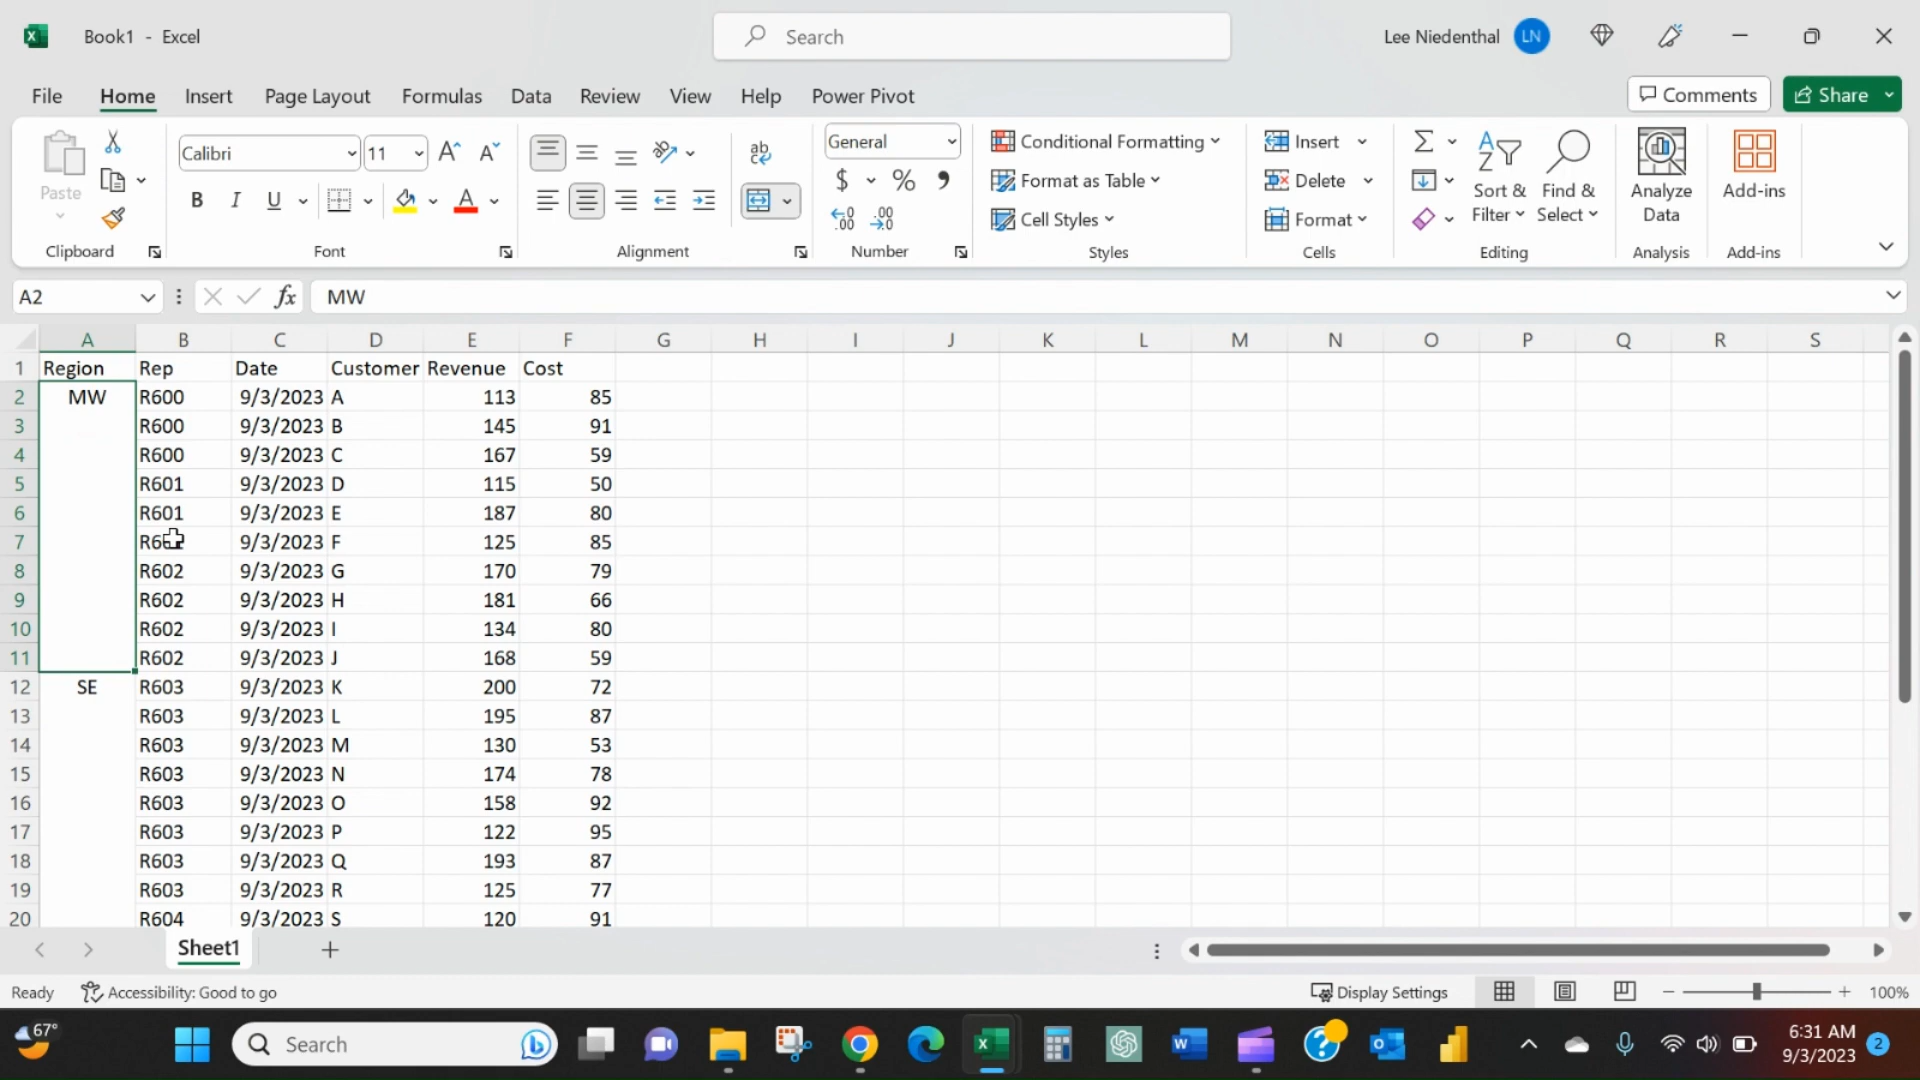 Book1 - Excel
Search
Lee Niedenthal LN
File Home Insert Page Layout Formulas Data Review View Help Power Pivot
Comments Share
Paste
Clipboard
Calibri 11
B I U A
Font
ab
c
Alignment
General
$ % 9
Number
Conditional Formatting
Format as Table
Cell Styles
Styles
Insert
Delete
Format
Cells
Sort & Filter
Find & Select
Editing
Analyze Data
Analysis
Add-ins
Add-ins
A2 fx MW
A B C D E F G H I J K L M N O P Q R S
1 Region Rep Date Customer Revenue Cost
2 MW R600 9/3/2023 A 113 85
3 R600 9/3/2023 B 145 91
4 R600 9/3/2023 C 167 59
5 R601 9/3/2023 D 115 50
6 R601 9/3/2023 E 187 80
7 9/3/2023 F 125 85
8 R602 9/3/2023 G 170 79
9 R602 9/3/2023 H 181 66
10 R602 9/3/2023 I 134 80
11 R602 9/3/2023 J 168 59
12 SE R603 9/3/2023 K 200 72
13 R603 9/3/2023 L 195 87
14 R603 9/3/2023 M 130 53
15 R603 9/3/2023 N 174 78
16 R603 9/3/2023 O 158 92
17 R603 9/3/2023 P 122 95
18 R603 9/3/2023 Q 193 87
19 R603 9/3/2023 R 125 77
20 R604 9/3/2023 S 120 91
Sheet1
Ready Accessibility: Good to go Display Settings 100%
67°
Search
6:31 AM
9/3/2023
2